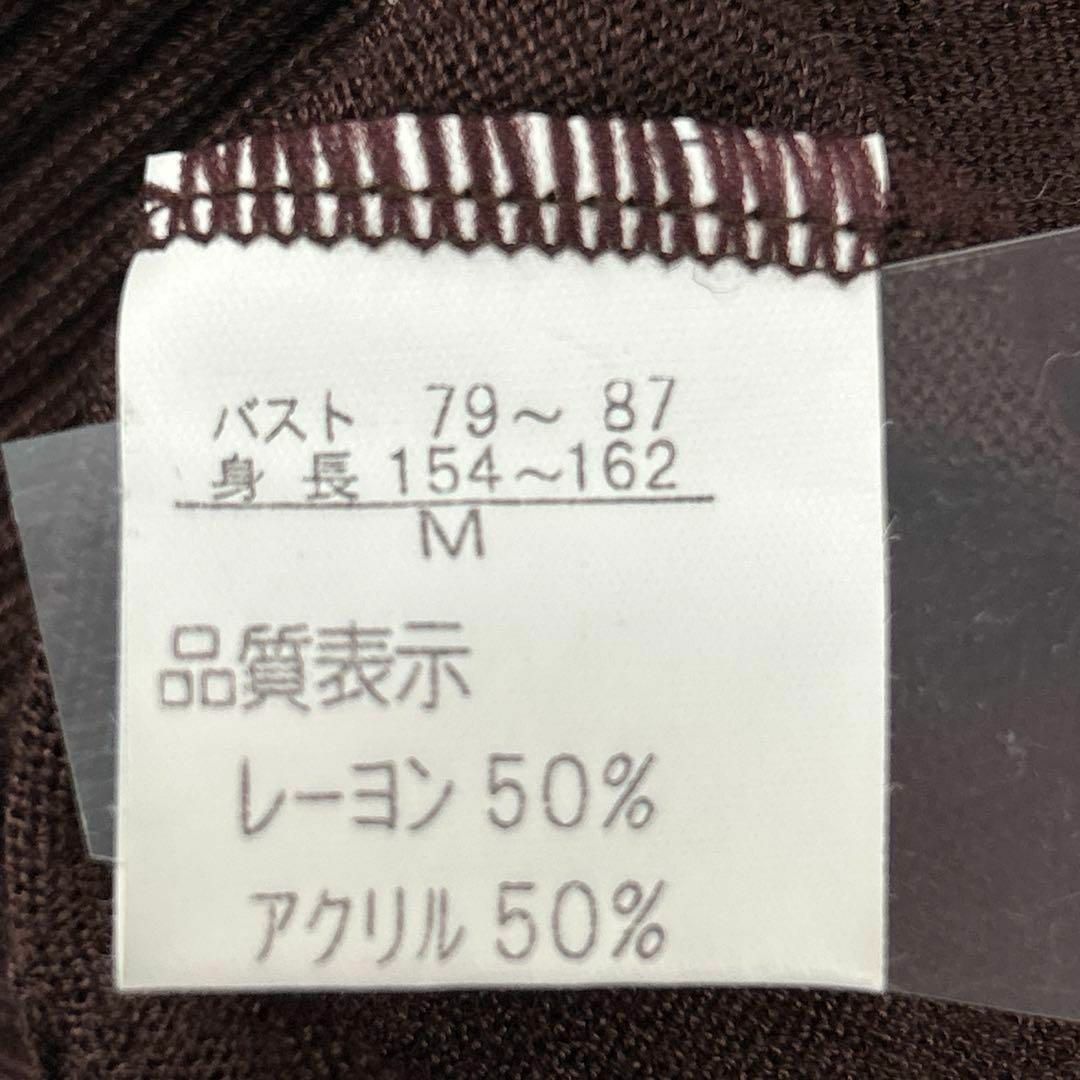 バスト 79～ 87
身 長 154～162
M
品質表示
レーヨン 50%
アクリル 50%